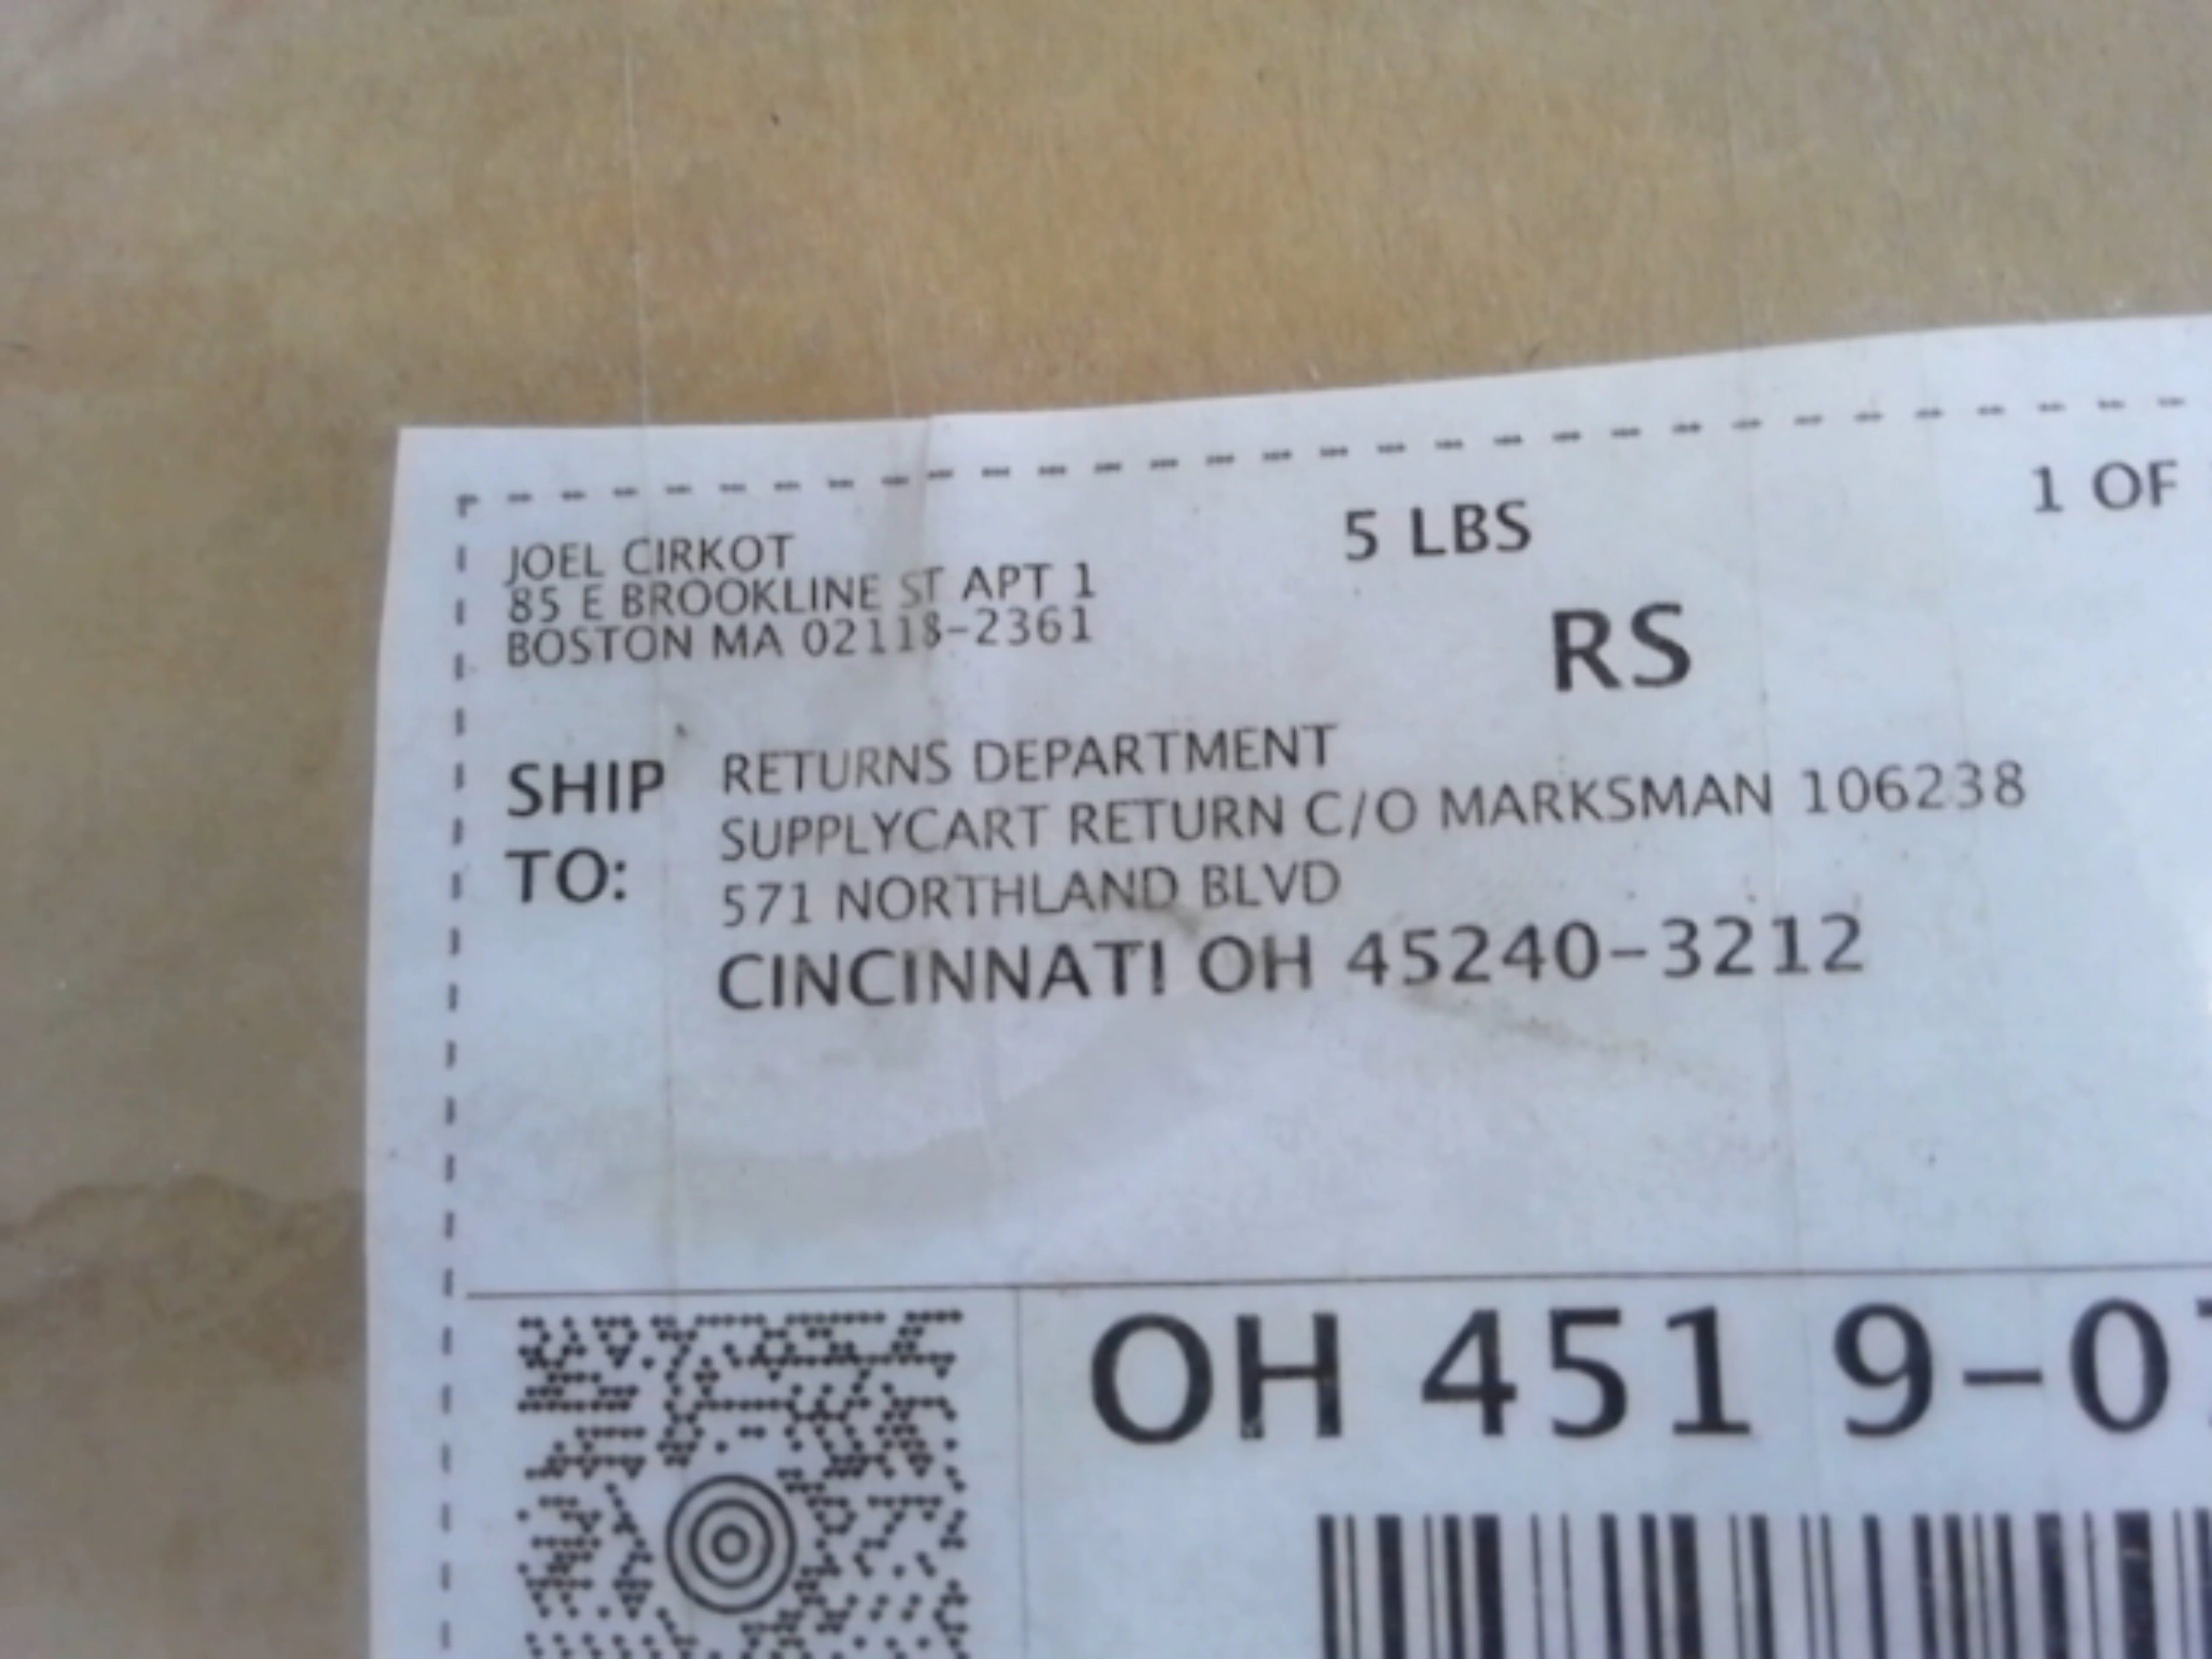 JOEL CIRKOT
85 E BROOKLINE ST APT 1
BOSTON MA 02118-2361
5 LBS
1 OF
RS
SHIP TO:
RETURNS DEPARTMENT
SUPPLYCART RETURN C/O MARKSMAN 106238
571 NORTHLAND BLVD
CINCINNATI OH 45240-3212
OH 451 9-0